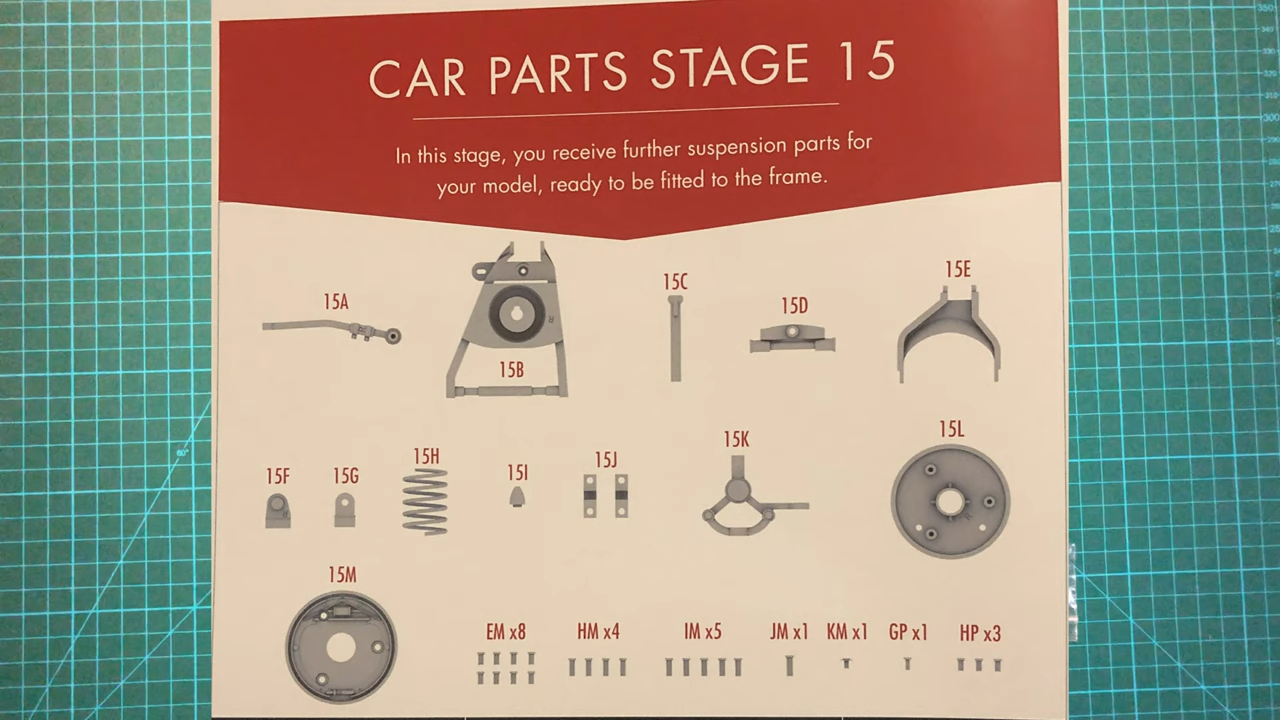 CAR PARTS STAGE 15
In this stage, you receive further suspension parts for
your model, ready to be fitted to the frame.
15A
15B
15C
15D
15E
15F
15G
15H
15I
15J
15K
15L
15M
EM x8
HM x4
IM x5
JM x1
KM x1
GP x1
HP x3
60°